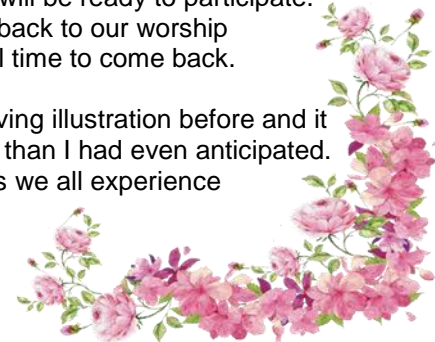 will be ready to participate.
back to our worship
l time to come back.
ving illustration before and it
than I had even anticipated.
s we all experience